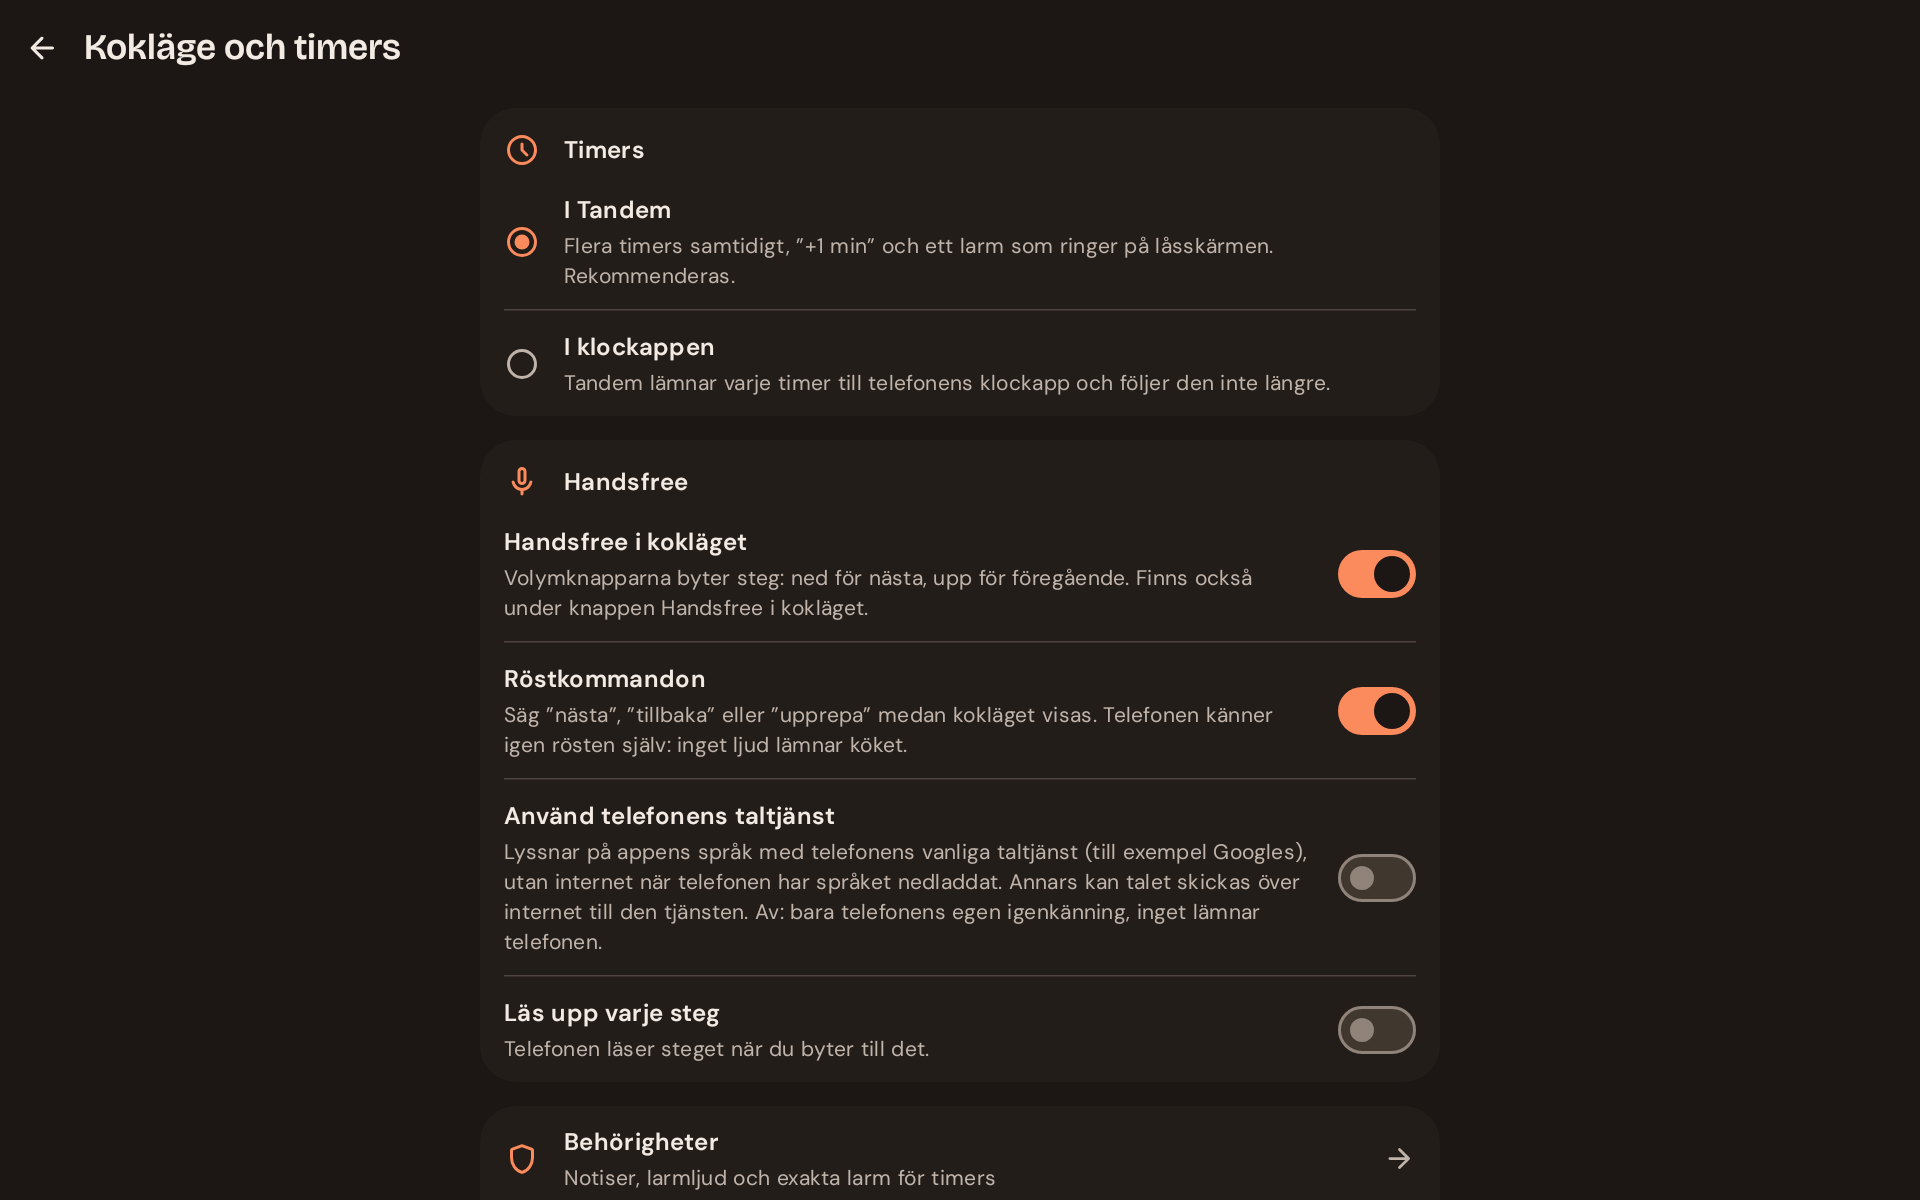 Kokläge och timers
Timers
I Tandem
Flera timers samtidigt, ”+1 min” och ett larm som ringer på låsskärmen.
Rekommenderas.
I klockappen
Tandem lämnar varje timer till telefonens klockapp och följer den inte längre.
Handsfree
Handsfree i kokläget
Volymknapparna byter steg: ned för nästa, upp för föregående. Finns också
under knappen Handsfree i kokläget.
Röstkommandon
Säg ”nästa”, ”tillbaka” eller ”upprepa” medan kokläget visas. Telefonen känner
igen rösten själv: inget ljud lämnar köket.
Använd telefonens taltjänst
Lyssnar på appens språk med telefonens vanliga taltjänst (till exempel Googles),
utan internet när telefonen har språket nedladdat. Annars kan talet skickas över
internet till den tjänsten. Av: bara telefonens egen igenkänning, inget lämnar
telefonen.
Läs upp varje steg
Telefonen läser steget när du byter till det.
Behörigheter
Notiser, larmljud och exakta larm för timers